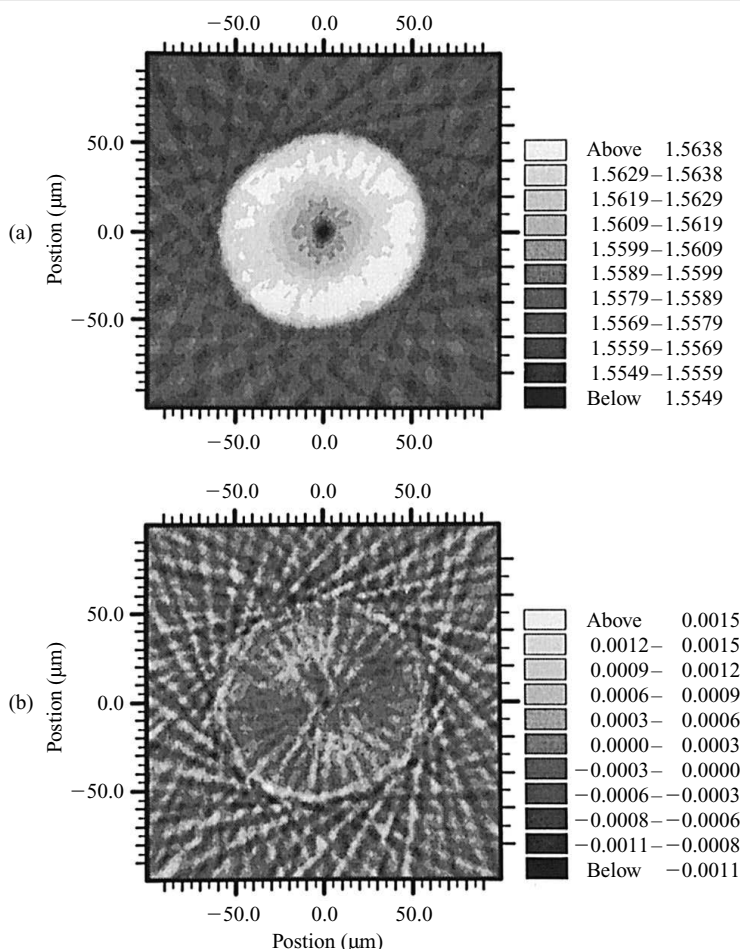 −50.0 0.0 50.0
50.0
(a) Postion (µm) 0.0
−50.0
−50.0 0.0 50.0
Above 1.5638
1.5629–1.5638
1.5619–1.5629
1.5609–1.5619
1.5599–1.5609
1.5589–1.5599
1.5579–1.5589
1.5569–1.5579
1.5559–1.5569
1.5549–1.5559
Below 1.5549
−50.0 0.0 50.0
50.0
(b) Postion (µm) 0.0
−50.0
−50.0 0.0 50.0
Postion (µm)
Above 0.0015
0.0012– 0.0015
0.0009– 0.0012
0.0006– 0.0009
0.0003– 0.0006
0.0000– 0.0003
−0.0003– 0.0000
−0.0006–−0.0003
−0.0008–−0.0006
−0.0011–−0.0008
Below −0.0011